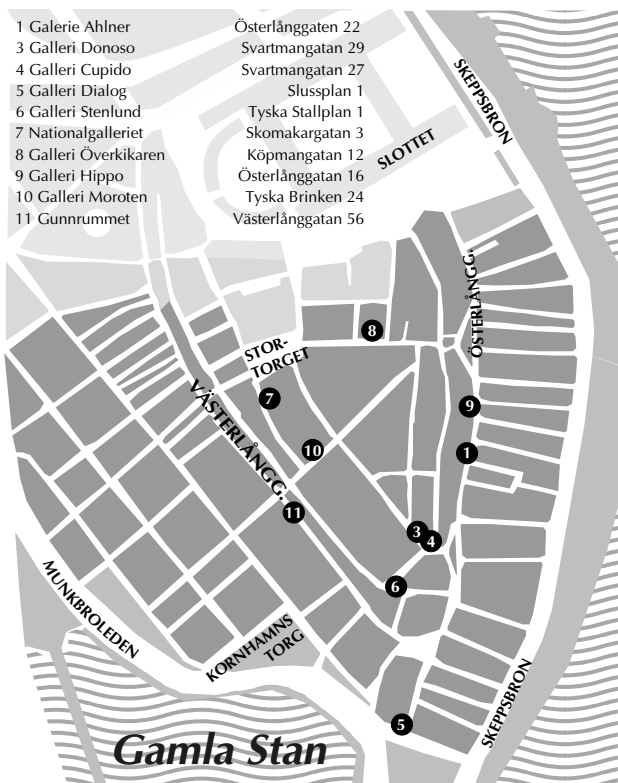 1 Galerie Ahlner Österlånggaten 22
3 Galleri Donoso Svartmangatan 29
4 Galleri Cupido Svartmangatan 27
5 Galleri Dialog Slussplan 1
6 Galleri Stenlund Tyska Stallplan 1
7 Nationalgalleriet Skomakargatan 3
8 Galleri Överkikaren Köpmangatan 12
9 Galleri Hippo Österlånggatan 16
10 Galleri Moroten Tyska Brinken 24
11 Gunnrummet Västerlånggatan 56
SKEPPSBRON
SLOTTET
ÖSTERLÅNGG.
8
STOR-
TORGET
7
9
VÄSTERLÅNGG.
10
1
11
3
4
6
MUNKBROLEDEN
KORNHAMNS
TORG
SKEPPSBRON
5
Gamla Stan